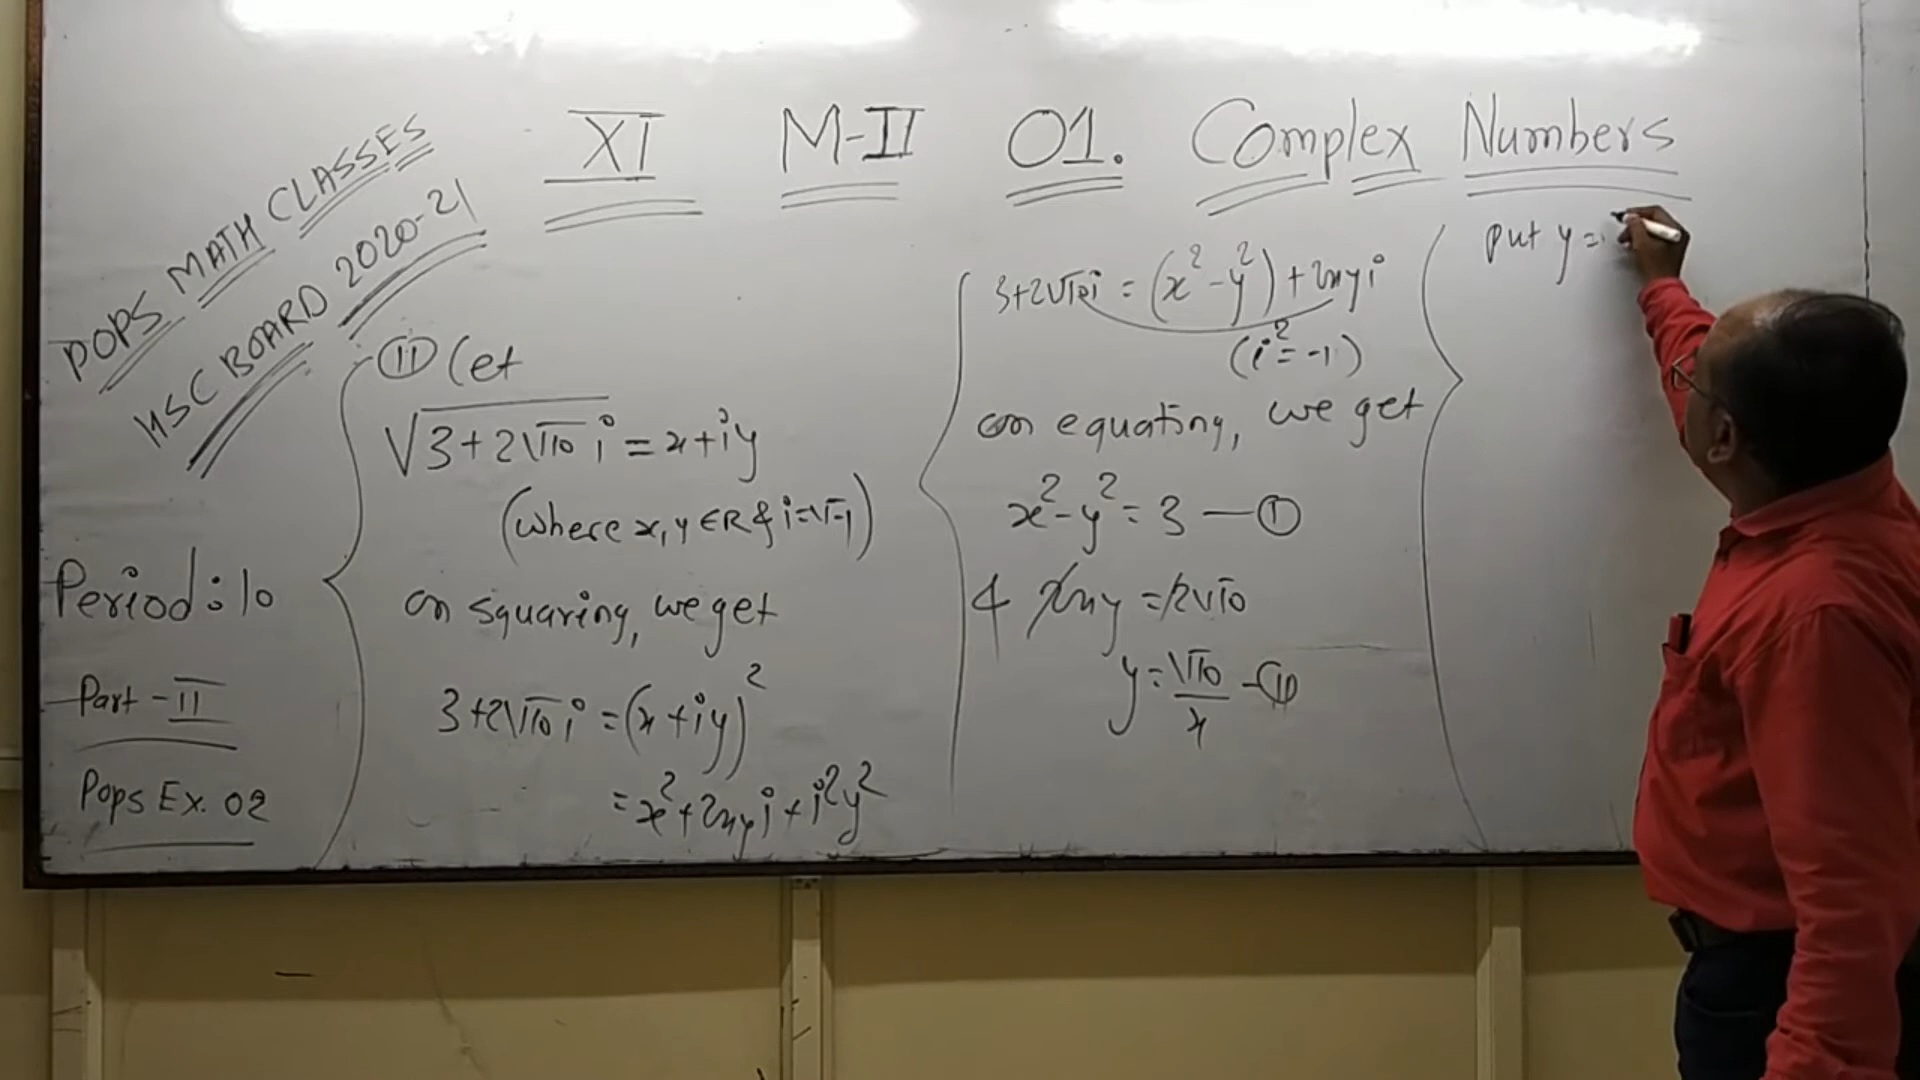 XI M-II 01. Complex Numbers
POPS MATH CLASSES
HSC BOARD 2020-21
Period: 10
Part - II
Pops Ex. 02
(II) Let
√(3+2√10 i) = x+iy
(where x, y ∈ R & i=√-1)
on squaring, we get
3+2√10 i = (x+iy)²
= x²+2xyi+i²y²
3+2√10i = (x²-y²)+2xyi
(i²=-1)
on equating, we get
x²-y²=3 — (I)
& 2xy=2√10
y=√10/x —(II)
put y=